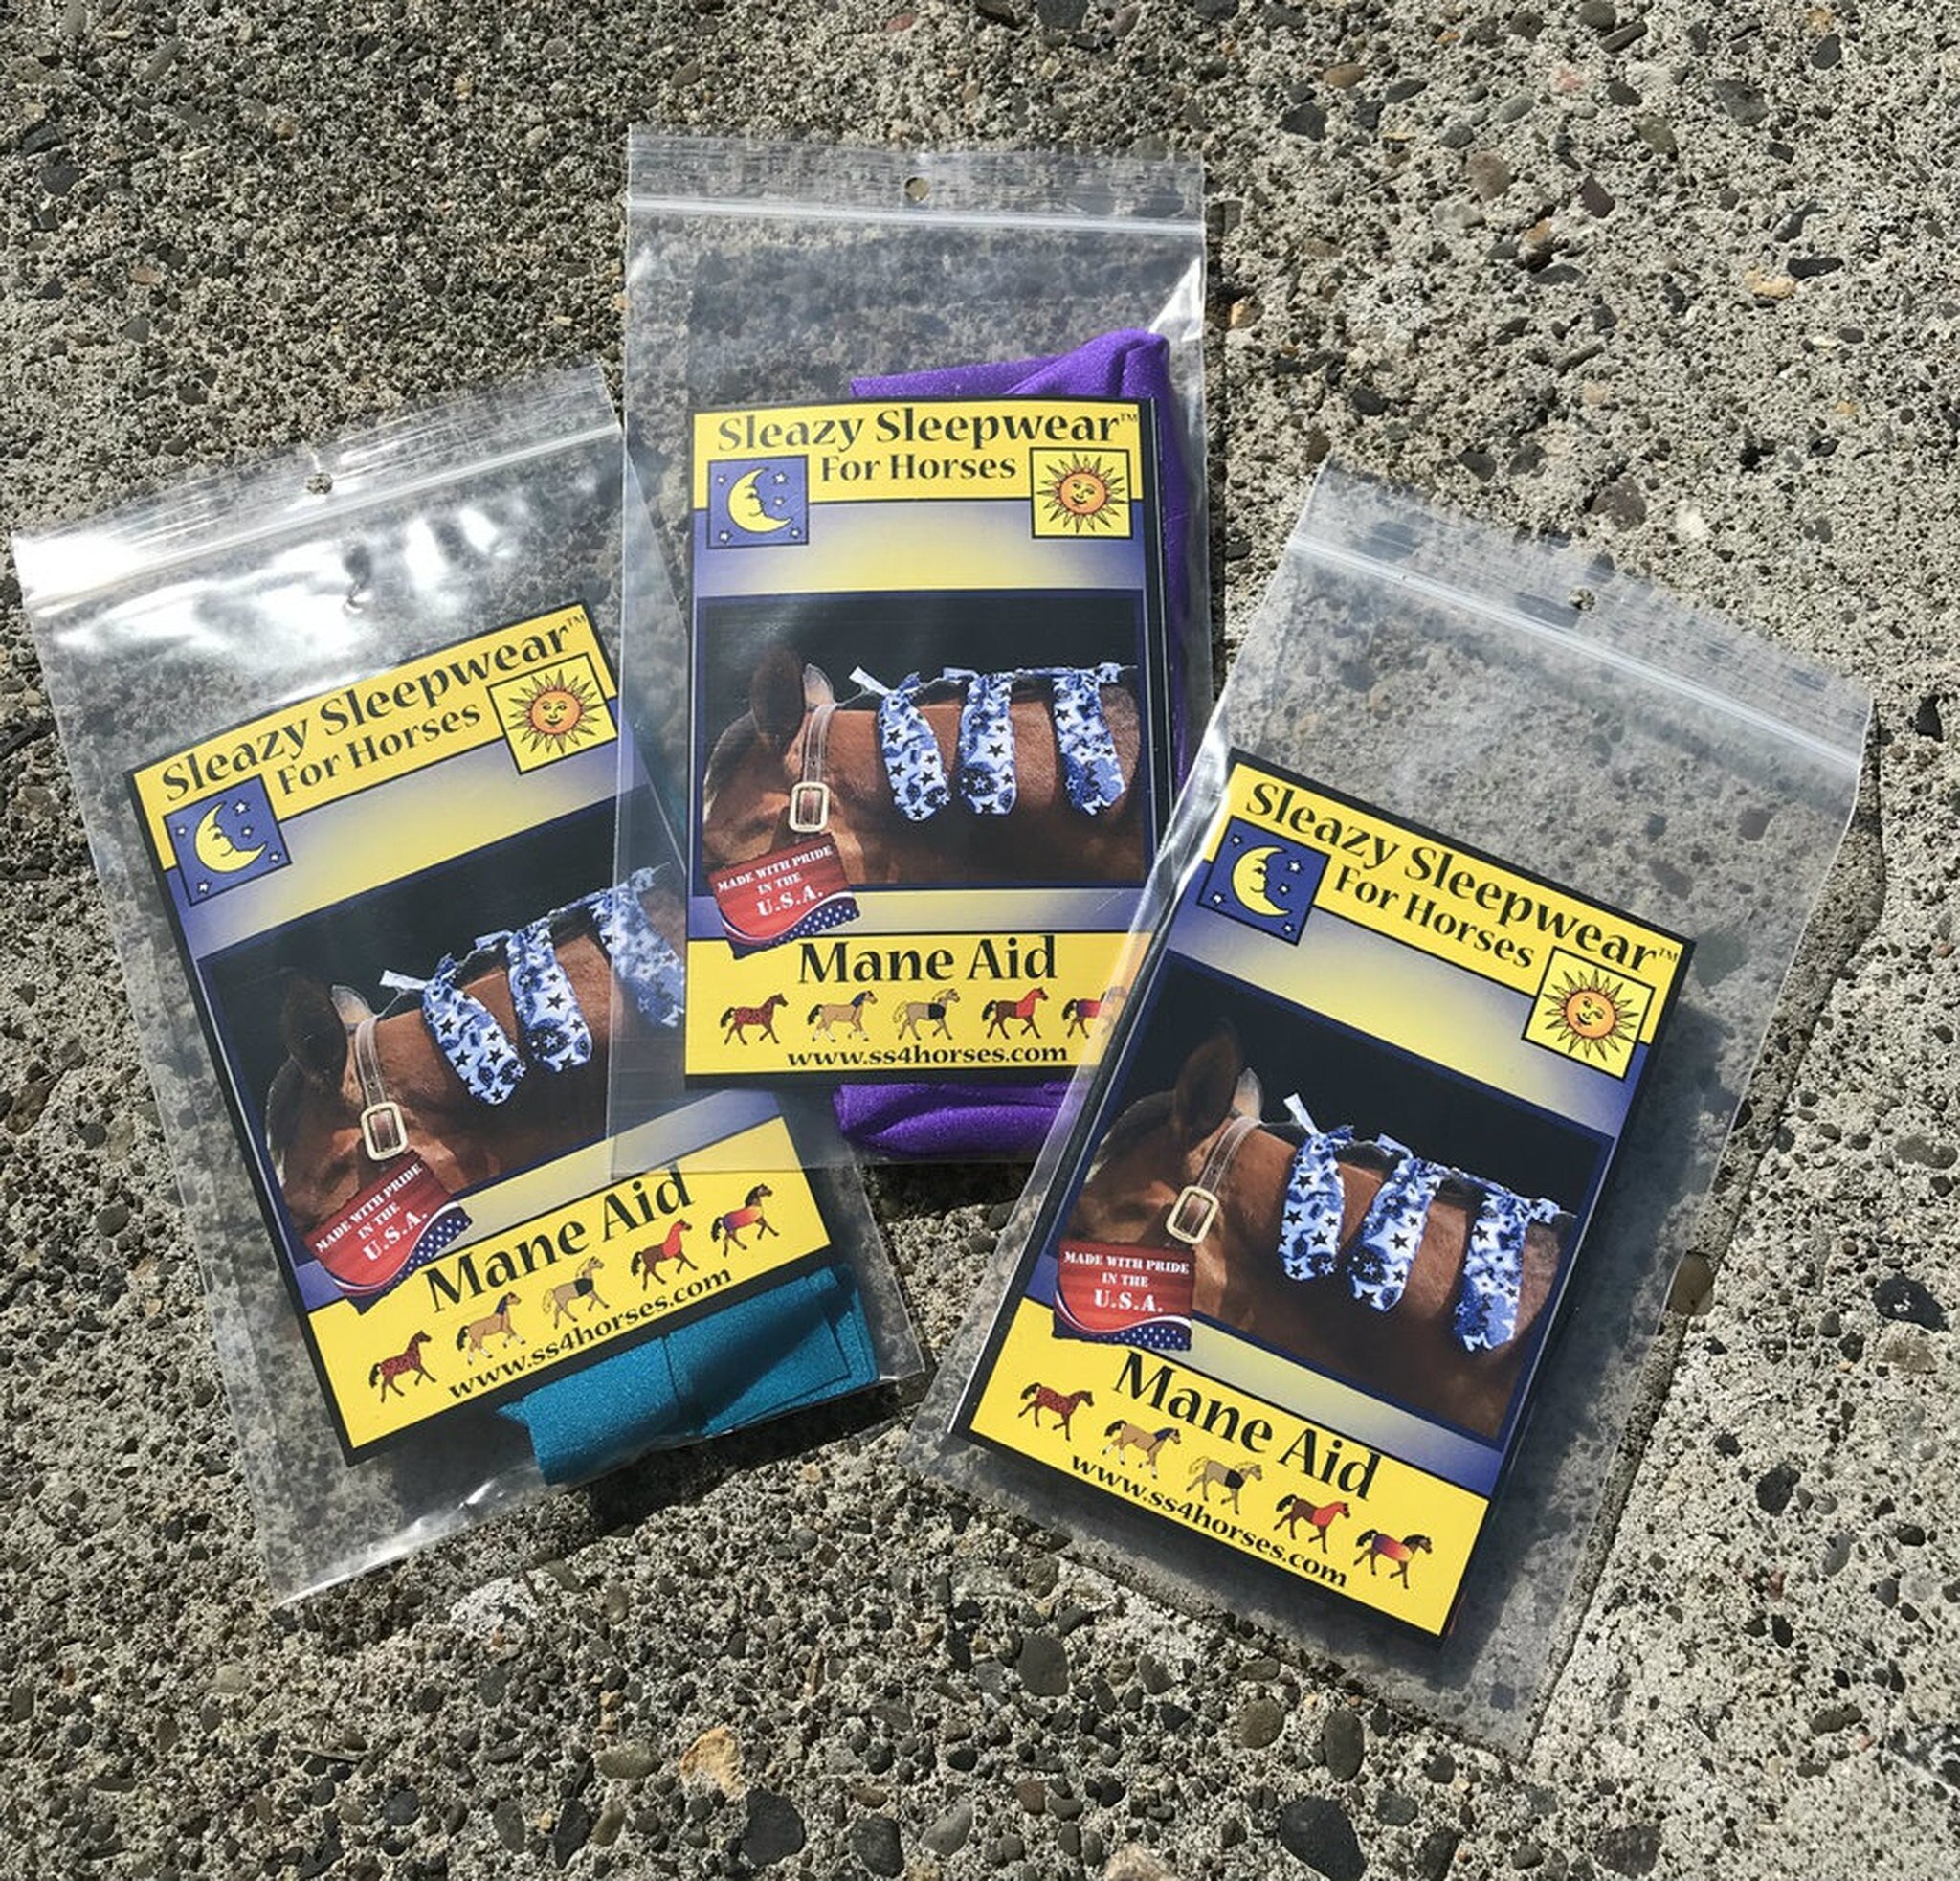 Sleazy Sleepwear™
For Horses
MADE WITH PRIDE
IN THE
U.S.A.
Mane Aid
www.ss4horses.com
Sleazy Sleepwear™
For Horses
MADE WITH PRIDE
IN THE
U.S.A.
Mane Aid
www.ss4horses.com
Sleazy Sleepwear™
For Horses
MADE WITH PRIDE
IN THE
U.S.A.
Mane Aid
www.ss4horses.com